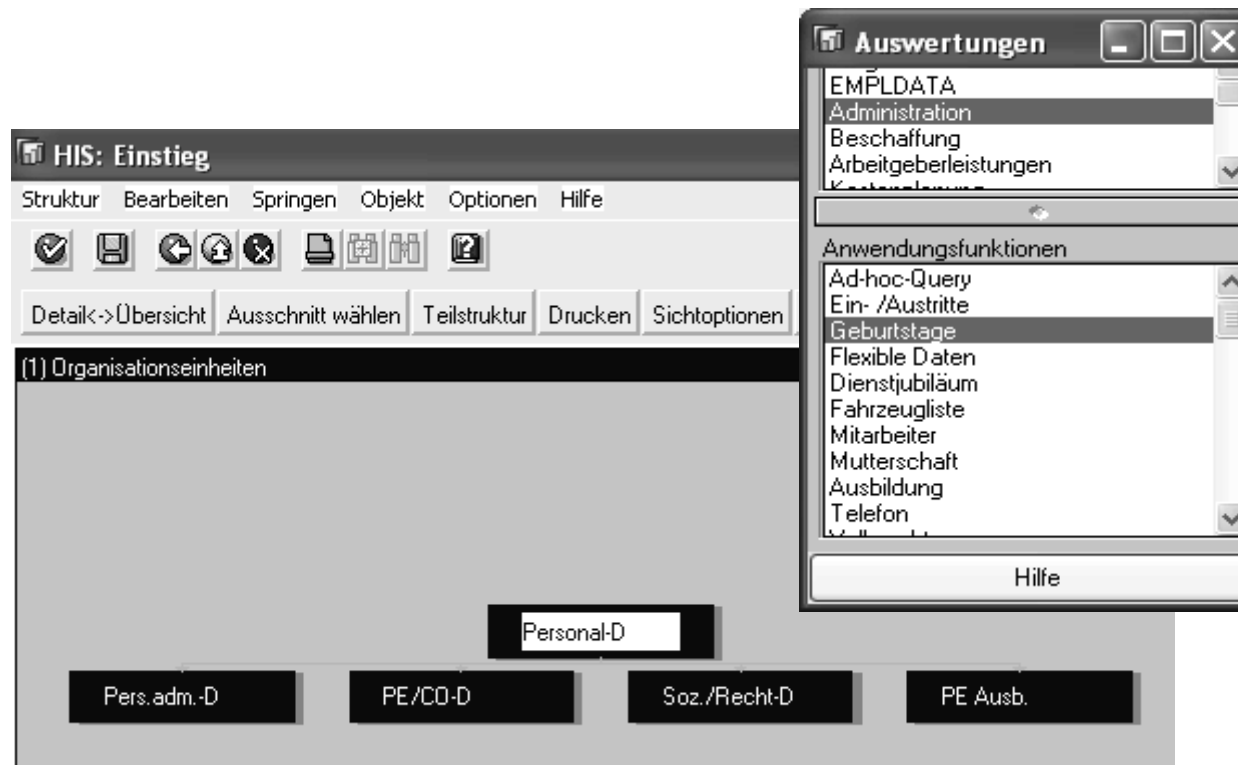 Auswertungen
EMPLDATA
Administration
Beschaffung
Arbeitgeberleistungen
Anwendungsfunktionen
Ad-hoc-Query
Ein- /Austritte
Geburtstage
Flexible Daten
Dienstjubiläum
Fahrzeugliste
Mitarbeiter
Mutterschaft
Ausbildung
Telefon
Hilfe
HIS: Einstieg
Struktur Bearbeiten Springen Objekt Optionen Hilfe
Detail<->Übersicht Ausschnitt wählen Teilstruktur Drucken Sichtoptionen
(1) Organisationseinheiten
Personal-D
Pers.adm.-D PE/CO-D Soz./Recht-D PE Ausb.